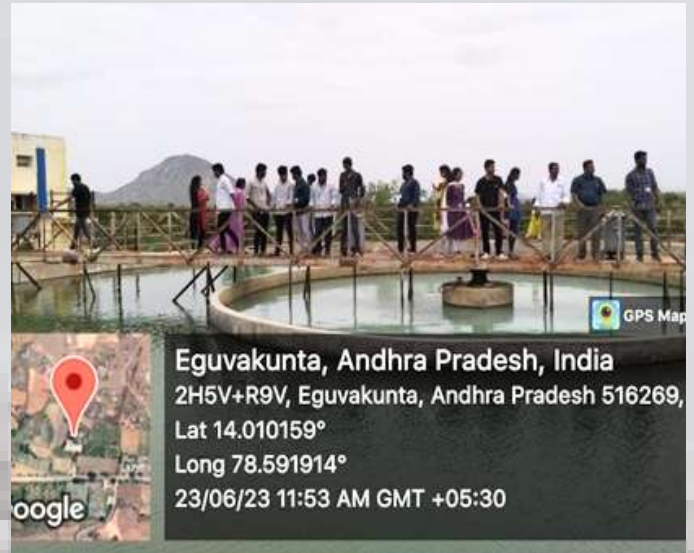 GPS Map
Eguvakunta, Andhra Pradesh, India
2H5V+R9V, Eguvakunta, Andhra Pradesh 516269,
Lat 14.010159°
Long 78.591914°
23/06/23 11:53 AM GMT +05:30
oogle